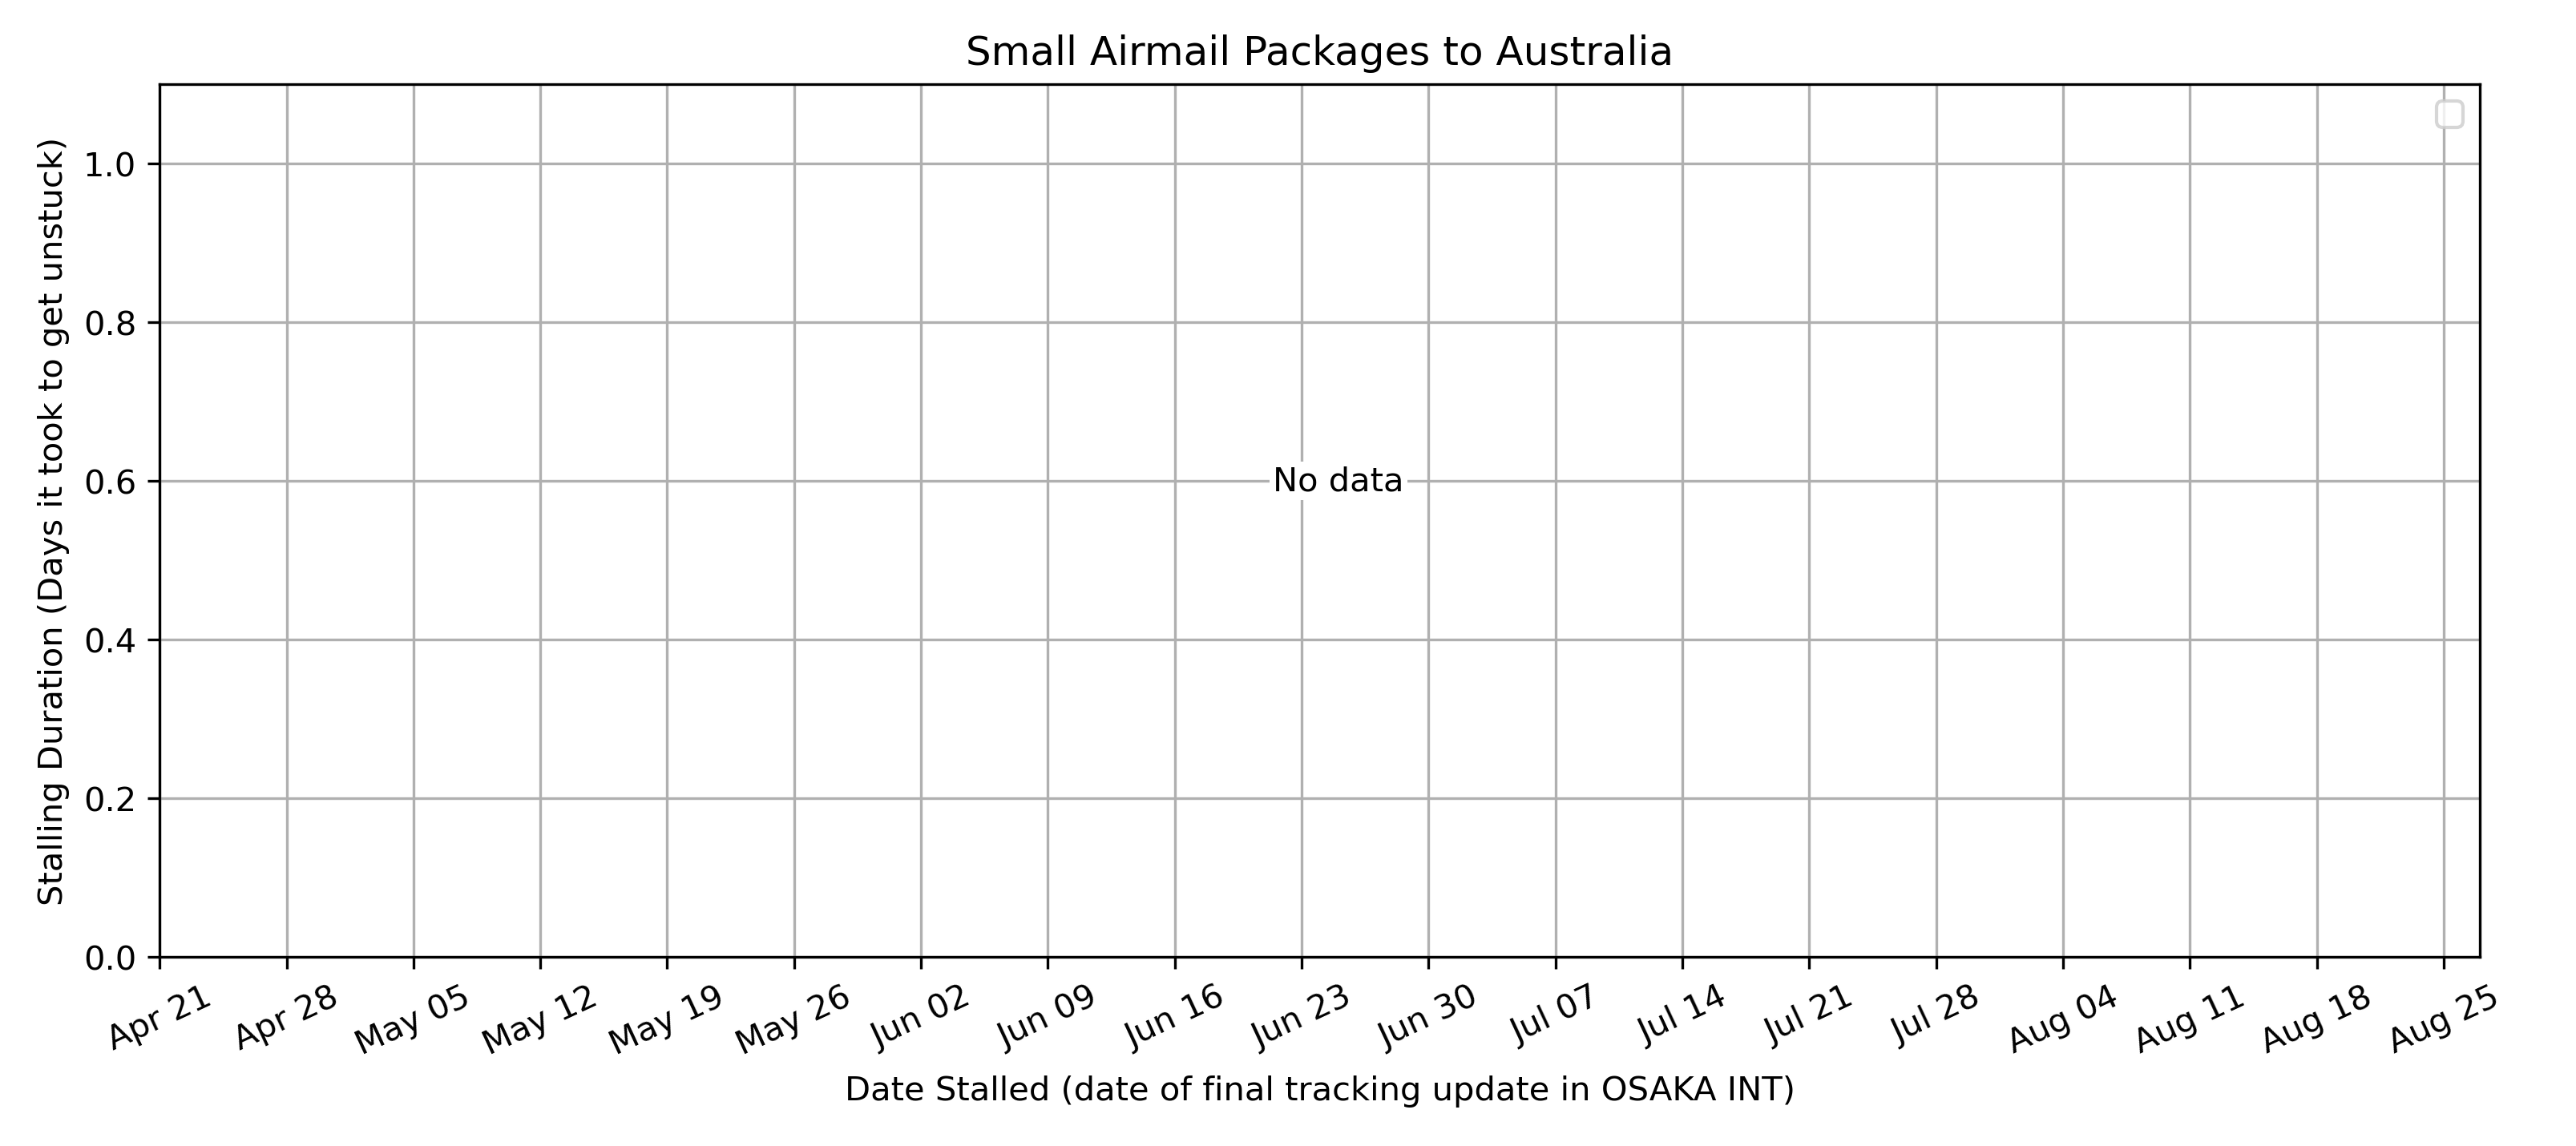 Small Airmail Packages to Australia
Stalling Duration (Days it took to get unstuck)
1.0
0.8
0.6
0.4
0.2
0.0
No data
Apr 21 Apr 28 May 05 May 12 May 19 May 26 Jun 02 Jun 09 Jun 16 Jun 23 Jun 30 Jul 07 Jul 14 Jul 21 Jul 28 Aug 04 Aug 11 Aug 18 Aug 25
Date Stalled (date of final tracking update in OSAKA INT)